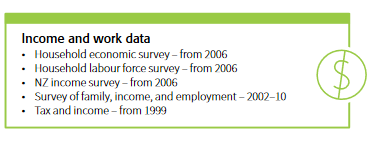 Income and work data
• Household economic survey – from 2006
• Household labour force survey – from 2006
• NZ income survey – from 2006
• Survey of family, income, and employment – 2002–10
• Tax and income – from 1999
$